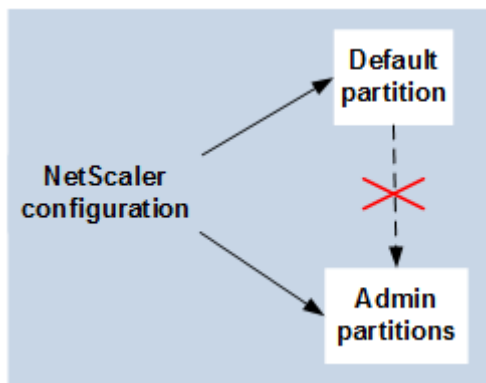 Default
partition
NetScaler
configuration
Admin
partitions